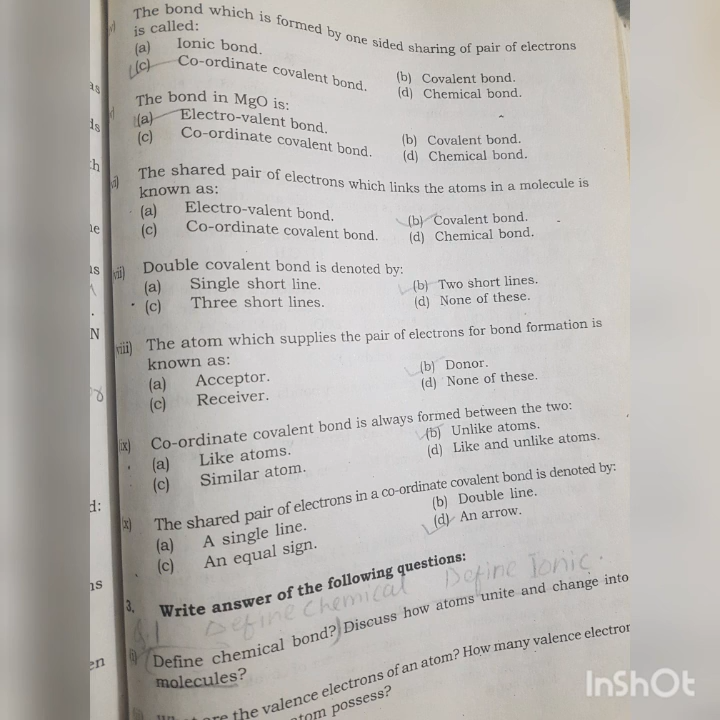 The bond which is formed by one sided sharing of pair of electrons
is called:
(a) Ionic bond.
(b) Covalent bond.
(c) Co-ordinate covalent bond.
(d) Chemical bond.
The bond in MgO is:
(a) Electro-valent bond.
(b) Covalent bond.
(c) Co-ordinate covalent bond.
(d) Chemical bond.
The shared pair of electrons which links the atoms in a molecule is
known as:
(a) Electro-valent bond.
(b) Covalent bond.
(c) Co-ordinate covalent bond.
(d) Chemical bond.
vii) Double covalent bond is denoted by:
(a) Single short line.
(b) Two short lines.
(c) Three short lines.
(d) None of these.
viii) The atom which supplies the pair of electrons for bond formation is
known as:
(a) Acceptor.
(b) Donor.
(c) Receiver.
(d) None of these.
(ix) Co-ordinate covalent bond is always formed between the two:
(a) Like atoms.
(b) Unlike atoms.
(c) Similar atom.
(d) Like and unlike atoms.
(x) The shared pair of electrons in a co-ordinate covalent bond is denoted by:
(a) A single line.
(b) Double line.
(c) An equal sign.
(d) An arrow.
3. Write answer of the following questions:
Q.1 Define Chemical Define Ionic.
(i) Define chemical bond? Discuss how atoms unite and change into
molecules?
are the valence electrons of an atom? How many valence electron
atom possess?
InShOt